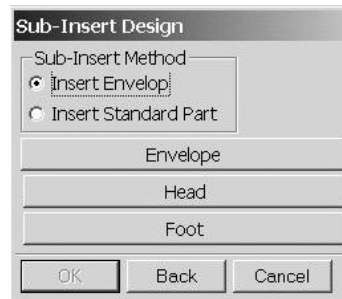 Sub-Insert Design
Sub-Insert Method
Insert Envelop
Insert Standard Part
Envelope
Head
Foot
OK
Back
Cancel